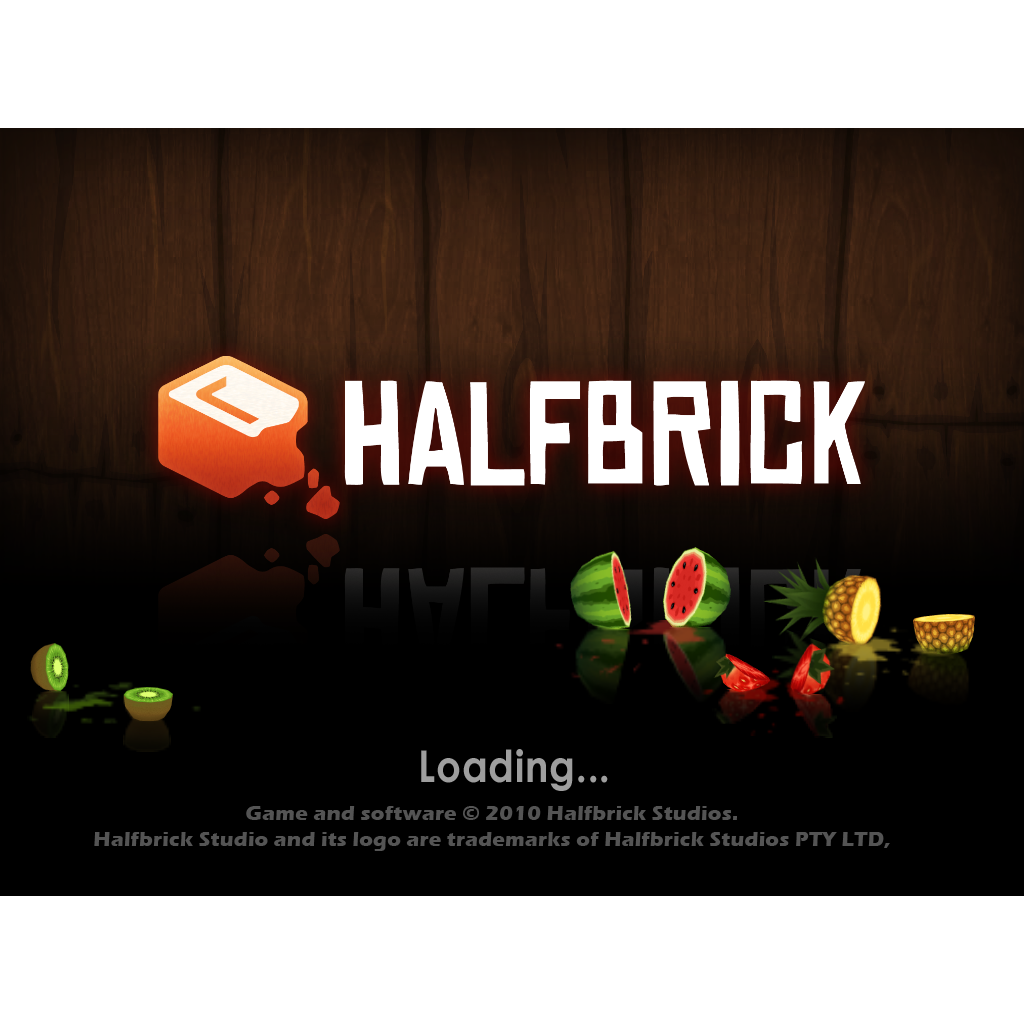 HALFBRICK
Loading...
Game and software © 2010 Halfbrick Studios.
Halfbrick Studio and its logo are trademarks of Halfbrick Studios PTY LTD,